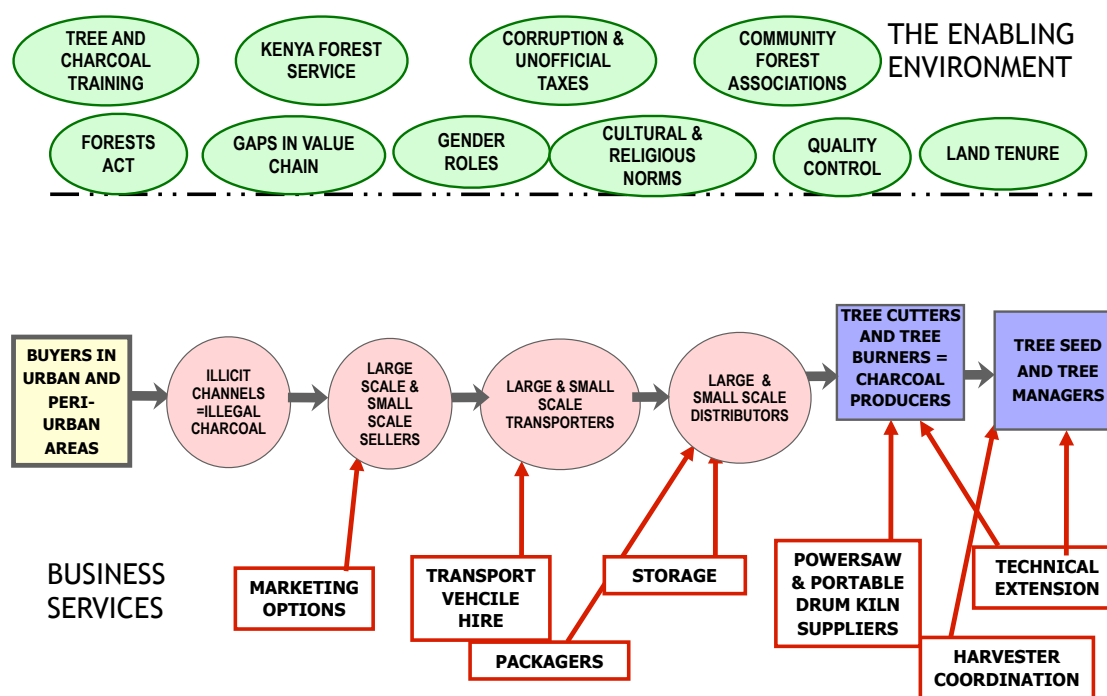 TREE AND
CHARCOAL
TRAINING
KENYA FOREST
SERVICE
CORRUPTION &
UNOFFICIAL
TAXES
COMMUNITY
FOREST
ASSOCIATIONS
THE ENABLING
ENVIRONMENT
FORESTS
ACT
GAPS IN VALUE
CHAIN
GENDER
ROLES
CULTURAL &
RELIGIOUS
NORMS
QUALITY
CONTROL
LAND TENURE
BUYERS IN
URBAN AND
PERI-
URBAN
AREAS
ILLICIT
CHANNELS
=ILLEGAL
CHARCOAL
LARGE
SCALE &
SMALL
SCALE
SELLERS
LARGE & SMALL
SCALE
TRANSPORTERS
LARGE &
SMALL SCALE
DISTRIBUTORS
TREE CUTTERS
AND TREE
BURNERS =
CHARCOAL
PRODUCERS
TREE SEED
AND TREE
MANAGERS
BUSINESS
SERVICES
MARKETING
OPTIONS
TRANSPORT
VEHCILE
HIRE
STORAGE
PACKAGERS
POWERSAW
& PORTABLE
DRUM KILN
SUPPLIERS
TECHNICAL
EXTENSION
HARVESTER
COORDINATION